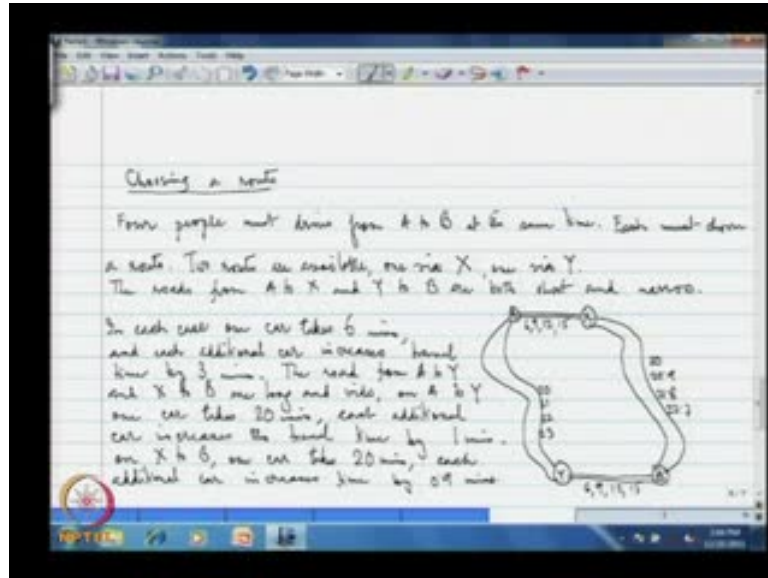 Choosing a route
Four people must drive from A to B at the same time. Each must choose
a route. Two routes are available, one via X, one via Y.
The roads from A to X and Y to B are both short and narrow.
In each case one car takes 6 mins,
and each additional car increases travel
time by 3 mins. The road from A to Y
and X to B are long and wide, on A to Y
one car takes 20 mins, each additional
car increases the travel time by 1 min.
on X to B, one car takes 20 min, each
additional car increases time by 0.9 mins
6, 9, 12, 15
20
20.9
21.8
22.7
20
21
22
23
Y
B
6, 9, 12, 15
NPTEL